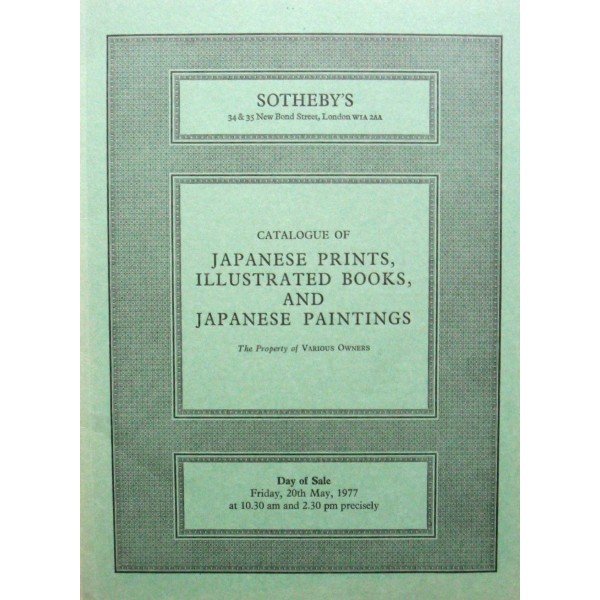 SOTHEBY'S
34 & 35 New Bond Street, London W1A 2AA
CATALOGUE OF
JAPANESE PRINTS,
ILLUSTRATED BOOKS,
AND
JAPANESE PAINTINGS
The Property of VARIOUS OWNERS
Day of Sale
Friday, 20th May, 1977
at 10.30 am and 2.30 pm precisely